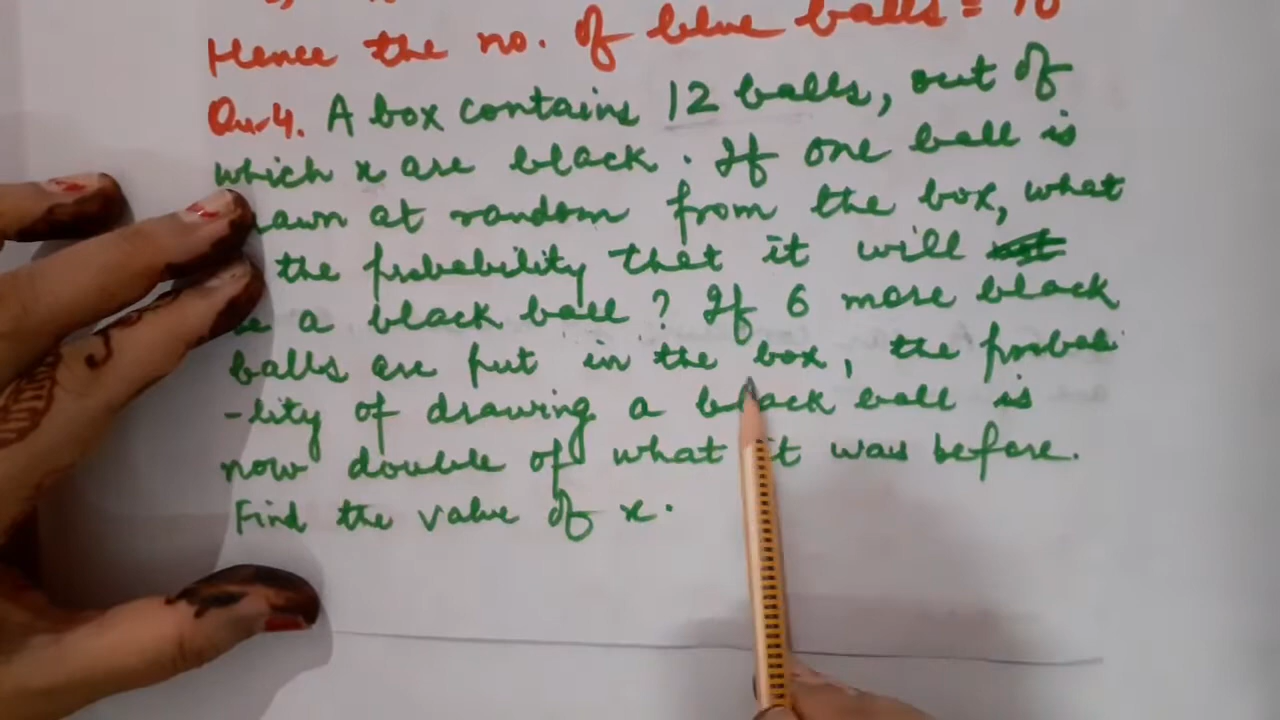 Hence the no. of blue balls = 10
Qu-4. A box contains 12 balls, out of
which x are black. If one ball is
rawn at random from the box, what
the probability that it will
a black ball? If 6 more black
balls are put in the box, the probabi
-lity of drawing a black ball is
now double of what it was before.
Find the value of x.